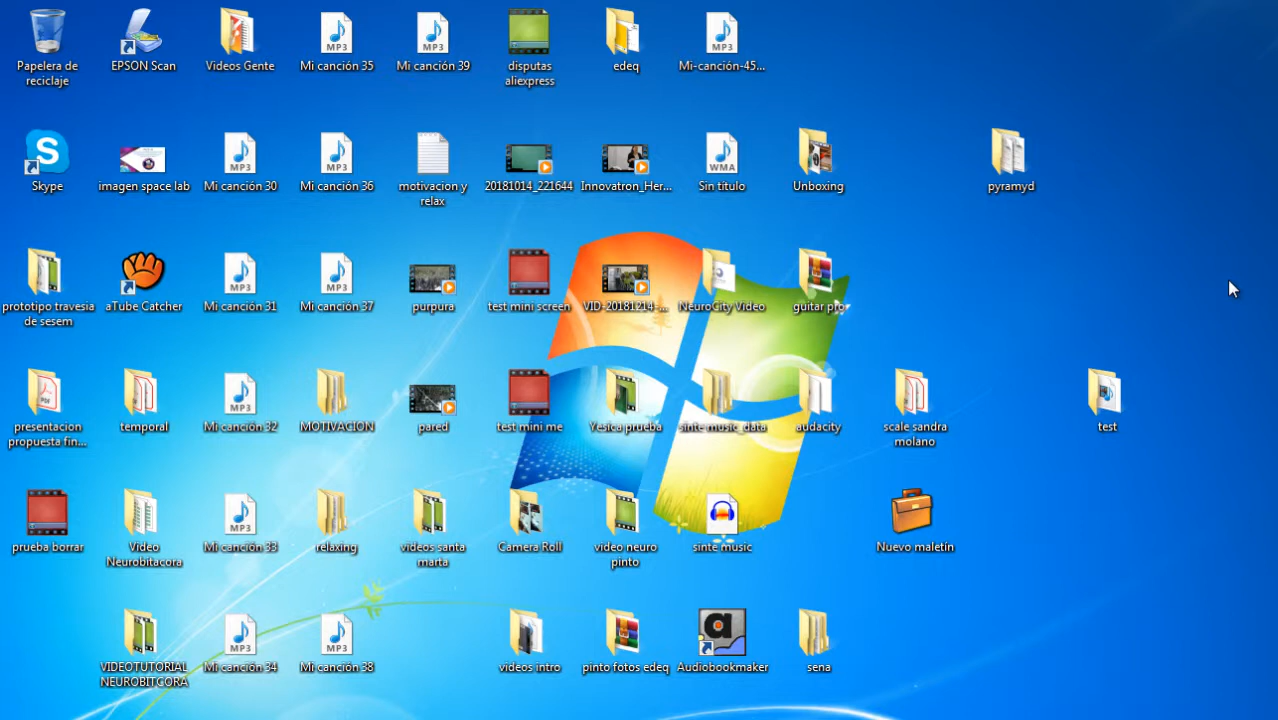 Papelera de
reciclaje
EPSON Scan
Videos Gente
Mi canción 35
Mi canción 39
disputas
aliexpress
edeq
Mi-canción-45...
Skype
imagen space lab
Mi canción 30
Mi canción 36
motivacion y
relax
20181014_221644
Innovatron_Her...
Sin título
Unboxing
pyramyd
prototipo travesia
de sesem
aTube Catcher
Mi canción 31
Mi canción 37
purpura
test mini screen
VID-20181214-...
NeuroCity Video
guitar pro
presentacion
propuesta fin...
temporal
Mi canción 32
MOTIVACION
pared
test mini me
Yesica prueba
sinte music_data
audacity
scale sandra
molano
test
prueba borrar
Video
Neurobitacora
Mi canción 33
relaxing
videos santa
marta
Camera Roll
video neuro
pinto
sinte music
Nuevo maletín
VIDEOTUTORIAL
NEUROBITCORA
Mi canción 34
Mi canción 38
videos intro
pinto fotos edeq
Audiobookmaker
sena